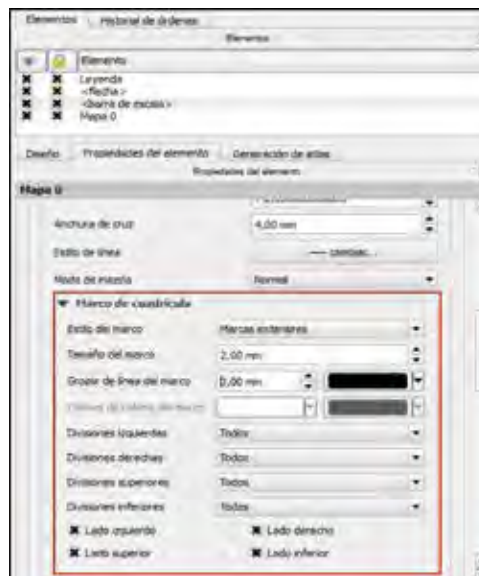 Elementos Historial de órdenes
Elementos
Elemento
Leyenda
<flecha>
<barra de escala>
Mapa 0
Diseño Propiedades del elemento Generación de atlas
Propiedades del elemento
Mapa 0
Anchura de cruz 4,00 mm
Estilo de línea Cambiar...
Modo de mezcla Normal
Marco de cuadrícula
Estilo del marco Marcas exteriores
Tamaño del marco 2,00 mm
Grosor de línea del marco 0,00 mm
Divisiones izquierdas Todos
Divisiones derechas Todos
Divisiones superiores Todos
Divisiones inferiores Todos
Lado izquierdo Lado derecho
Lado superior Lado inferior